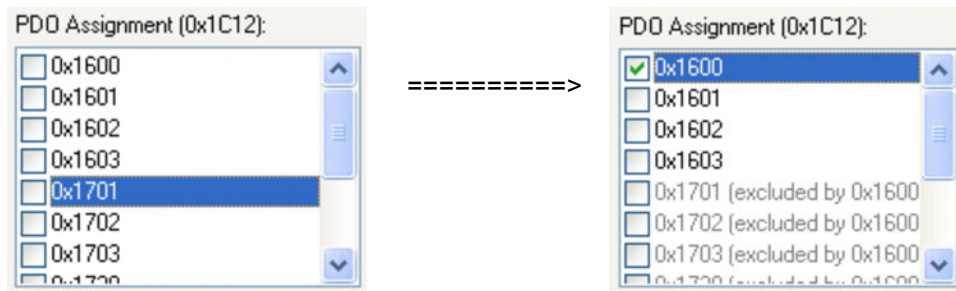 PDO Assignment (0x1C12):
0x1600
0x1601
0x1602
0x1603
0x1701
0x1702
0x1703
==========>
PDO Assignment (0x1C12):
0x1600
0x1601
0x1602
0x1603
0x1701 (excluded by 0x1600
0x1702 (excluded by 0x1600
0x1703 (excluded by 0x1600